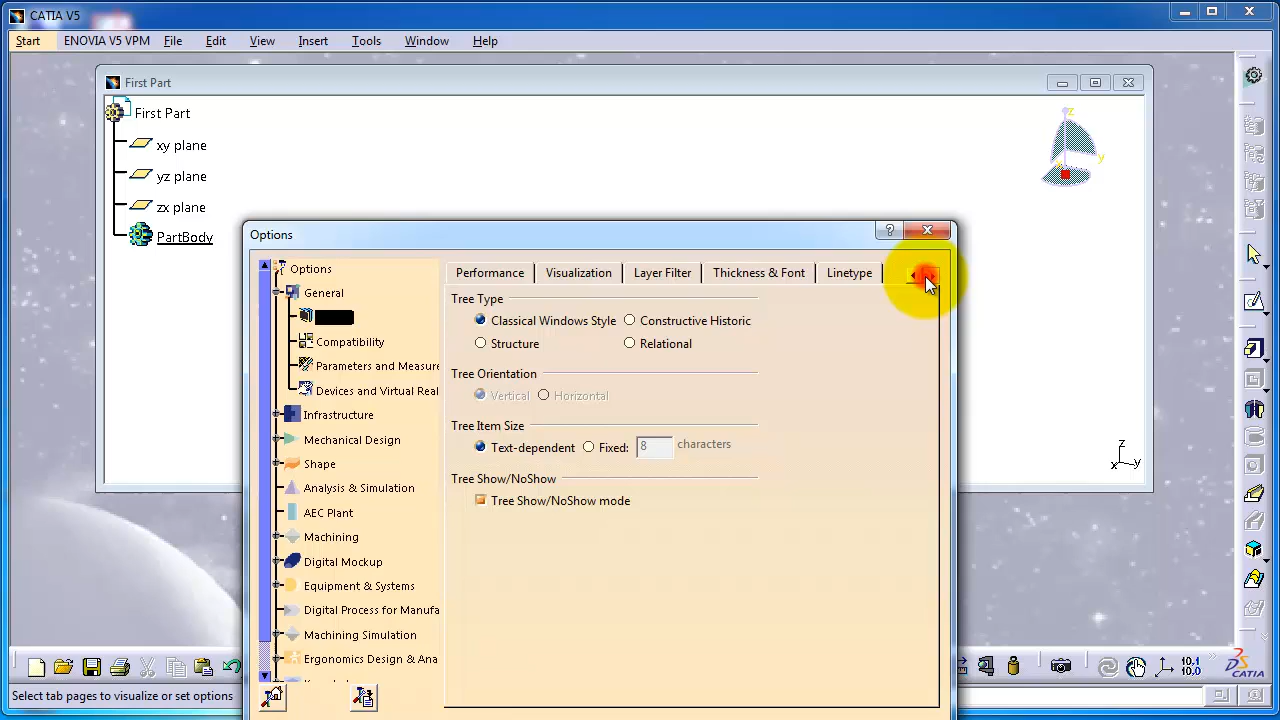 CATIA V5
Start ENOVIA V5 VPM File Edit View Insert Tools Window Help
First Part
First Part
xy plane
yz plane
zx plane
PartBody
z
y
z
x y
Options
Options
General
Compatibility
Parameters and Measure
Devices and Virtual Real
Infrastructure
Mechanical Design
Shape
Analysis & Simulation
AEC Plant
Machining
Digital Mockup
Equipment & Systems
Digital Process for Manufa
Machining Simulation
Ergonomics Design & Ana
Performance Visualization Layer Filter Thickness & Font Linetype
Tree Type
Classical Windows Style Constructive Historic
Structure Relational
Tree Orientation
Vertical Horizontal
Tree Item Size
Text-dependent Fixed: 8 characters
Tree Show/NoShow
Tree Show/NoShow mode
10.1
10.0
CATIA
Select tab pages to visualize or set options